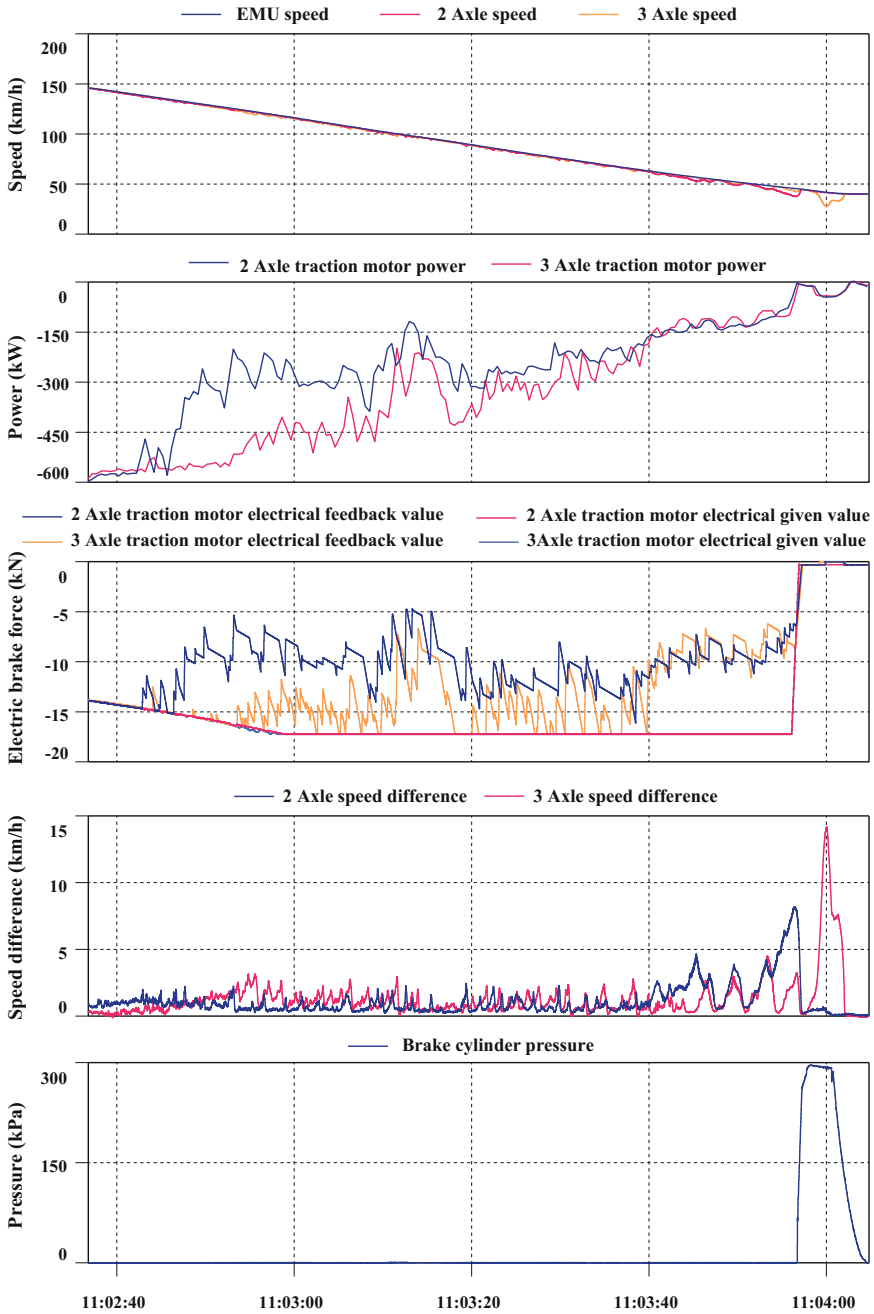 EMU speed 2 Axle speed 3 Axle speed
200
150
100
50
0
Speed (km/h)
2 Axle traction motor power 3 Axle traction motor power
0
-150
-300
-450
-600
Power (kW)
2 Axle traction motor electrical feedback value 2 Axle traction motor electrical given value
3 Axle traction motor electrical feedback value 3Axle traction motor electrical given value
0
-5
-10
-15
-20
Electric brake force (kN)
2 Axle speed difference 3 Axle speed difference
15
10
5
0
Speed difference (km/h)
Brake cylinder pressure
300
150
0
Pressure (kPa)
11:02:40 11:03:00 11:03:20 11:03:40 11:04:00